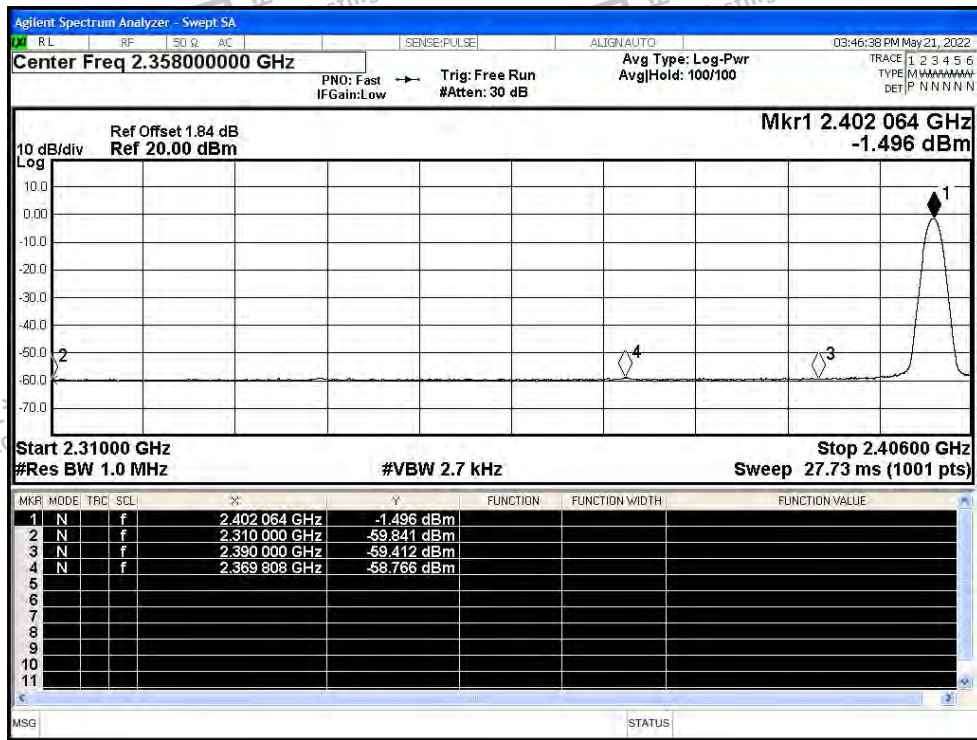 Agilent Spectrum Analyzer - Swept SA
RL RF 50 Ω AC SENSE:PULSE ALIGNAUTO 03:46:38 PM May 21, 2022
Center Freq 2.358000000 GHz
PNO: Fast
IFGain:Low
Trig: Free Run
#Atten: 30 dB
Avg Type: Log-Pwr
Avg|Hold: 100/100
TRACE 1 2 3 4 5 6
TYPE M WWWWW
DET P N N N N N
Mkr1 2.402 064 GHz
-1.496 dBm
Ref Offset 1.84 dB
10 dB/div Ref 20.00 dBm
Log
10.0
0.00
-10.0
-20.0
-30.0
-40.0
-50.0
-60.0
-70.0
1
2
4
3
Start 2.31000 GHz Stop 2.40600 GHz
#Res BW 1.0 MHz #VBW 2.7 kHz Sweep 27.73 ms (1001 pts)
MKR MODE TRC SCL X Y FUNCTION FUNCTION WIDTH FUNCTION VALUE
1 N f 2.402 064 GHz -1.496 dBm
2 N f 2.310 000 GHz -59.841 dBm
3 N f 2.390 000 GHz -59.412 dBm
4 N f 2.369 808 GHz -58.766 dBm
5
6
7
8
9
10
11
MSG STATUS